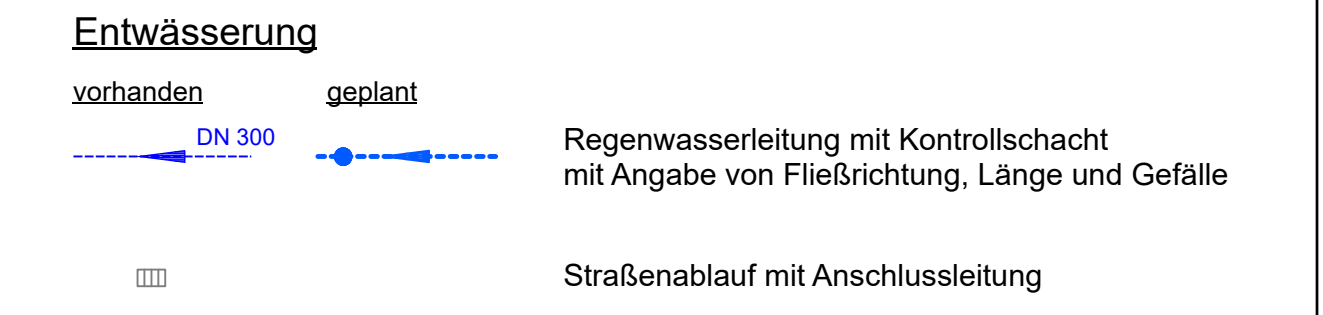 Entwässerung
vorhanden geplant
DN 300
Regenwasserleitung mit Kontrollschacht
mit Angabe von Fließrichtung, Länge und Gefälle
Straßenablauf mit Anschlussleitung